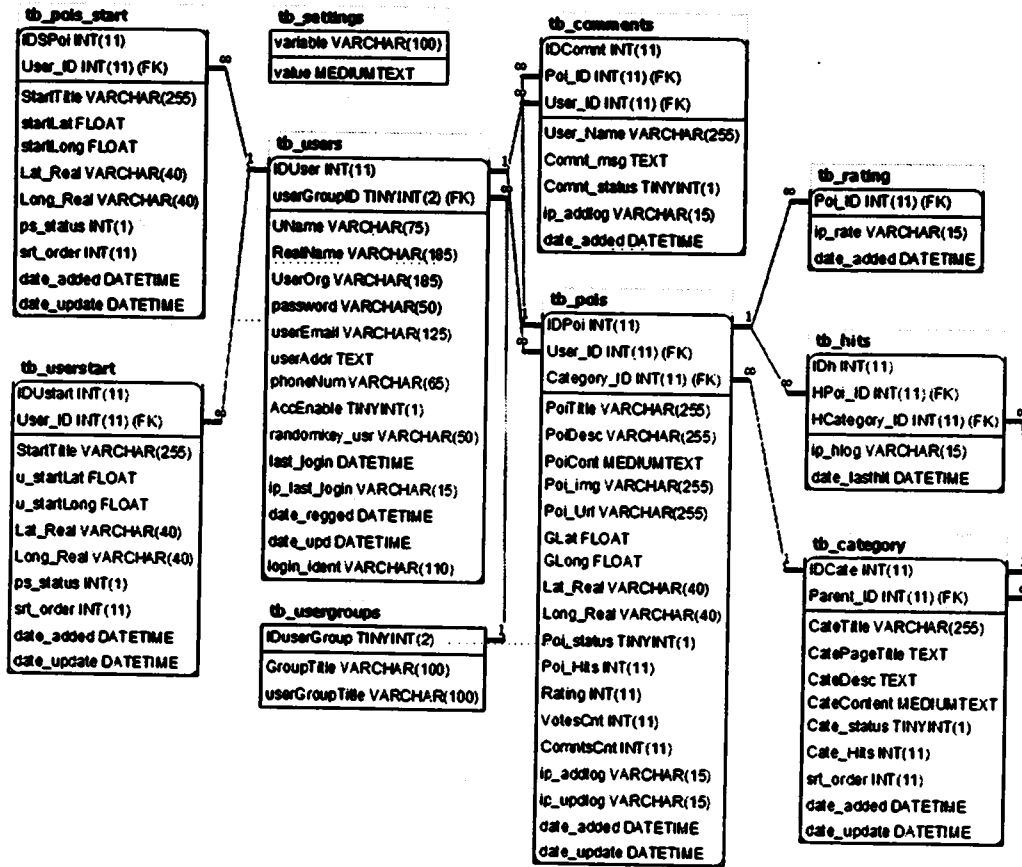 tb_pois_start
IDSPoi INT(11)
User_ID INT(11) (FK)
StartTitle VARCHAR(255)
startLat FLOAT
startLong FLOAT
Lat_Real VARCHAR(40)
Long_Real VARCHAR(40)
ps_status INT(1)
srt_order INT(11)
date_added DATETIME
date_update DATETIME
tb_settings
variable VARCHAR(100)
value MEDIUMTEXT
tb_comments
IDComnt INT(11)
Poi_ID INT(11) (FK)
User_ID INT(11) (FK)
User_Name VARCHAR(255)
Comnt_msg TEXT
Comnt_status TINYINT(1)
ip_addlog VARCHAR(15)
date_added DATETIME
tb_users
IDUser INT(11)
userGroupID TINYINT(2) (FK)
UName VARCHAR(75)
RealName VARCHAR(185)
UserOrg VARCHAR(185)
password VARCHAR(50)
userEmail VARCHAR(125)
userAddr TEXT
phoneNum VARCHAR(65)
AccEnable TINYINT(1)
randomkey_usr VARCHAR(50)
last_login DATETIME
ip_last_login VARCHAR(15)
date_regged DATETIME
date_upd DATETIME
login_ident VARCHAR(110)
tb_rating
Poi_ID INT(11) (FK)
ip_rate VARCHAR(15)
date_added DATETIME
tb_userstart
IDUstart INT(11)
User_ID INT(11) (FK)
StartTitle VARCHAR(255)
u_startLat FLOAT
u_startLong FLOAT
Lat_Real VARCHAR(40)
Long_Real VARCHAR(40)
ps_status INT(1)
srt_order INT(11)
date_added DATETIME
date_update DATETIME
tb_usergroups
IDuserGroup TINYINT(2)
GroupTitle VARCHAR(100)
userGroupTitle VARCHAR(100)
tb_pois
IDPoi INT(11)
User_ID INT(11) (FK)
Category_ID INT(11) (FK)
PoiTitle VARCHAR(255)
PoiDesc VARCHAR(255)
PoiCont MEDIUMTEXT
Poi_img VARCHAR(255)
Poi_Url VARCHAR(255)
GLat FLOAT
GLong FLOAT
Lat_Real VARCHAR(40)
Long_Real VARCHAR(40)
Poi_status TINYINT(1)
Poi_Hits INT(11)
Rating INT(11)
VotesCnt INT(11)
ComntsCnt INT(11)
ip_addlog VARCHAR(15)
ip_updlog VARCHAR(15)
date_added DATETIME
date_update DATETIME
tb_hits
IDh INT(11)
HPoi_ID INT(11) (FK)
HCategory_ID INT(11) (FK)
ip_hlog VARCHAR(15)
date_lasthit DATETIME
tb_category
IDCate INT(11)
Parent_ID INT(11) (FK)
CateTitle VARCHAR(255)
CatePageTitle TEXT
CateDesc TEXT
CateContent MEDIUMTEXT
Cate_status TINYINT(1)
Cate_Hits INT(11)
srt_order INT(11)
date_added DATETIME
date_update DATETIME